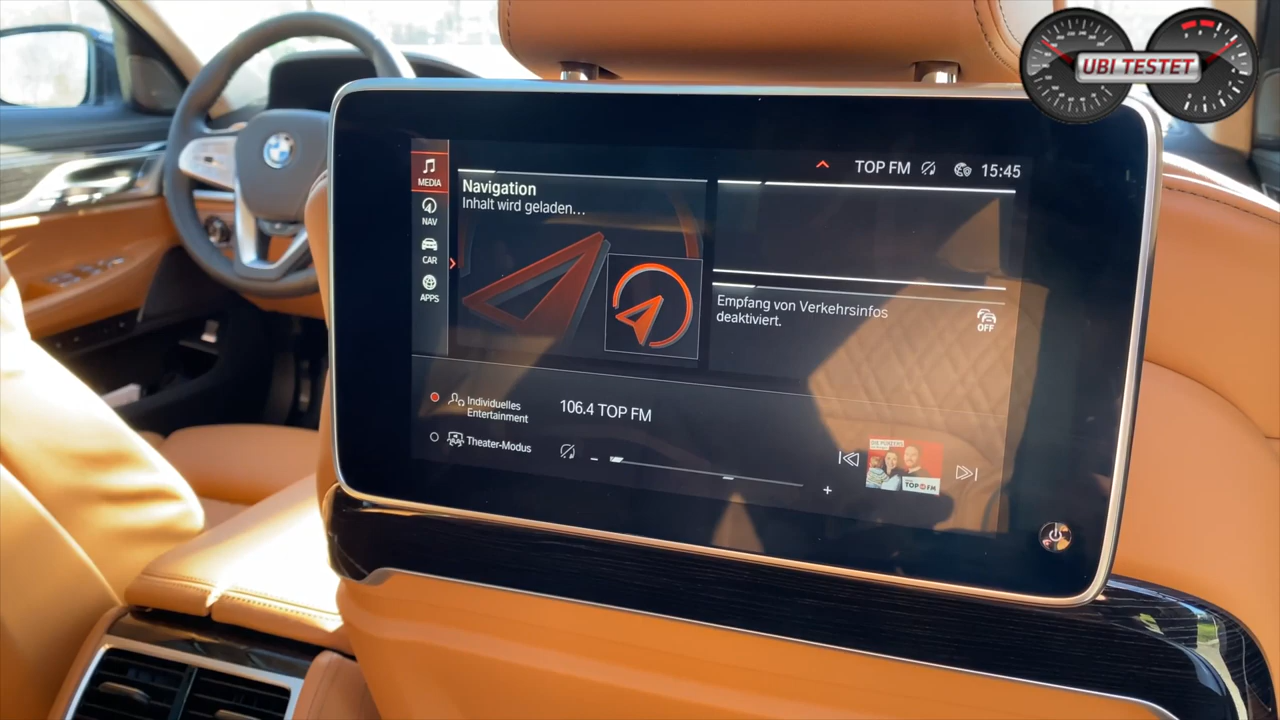 UBI TESTET
TOP FM 15:45
MEDIA
NAV
CAR
APPS
Navigation
Inhalt wird geladen...
Empfang von Verkehrsinfos
deaktiviert.
OFF
Individuelles
Entertainment
Theater-Modus
106.4 TOP FM
- +
TOP FM